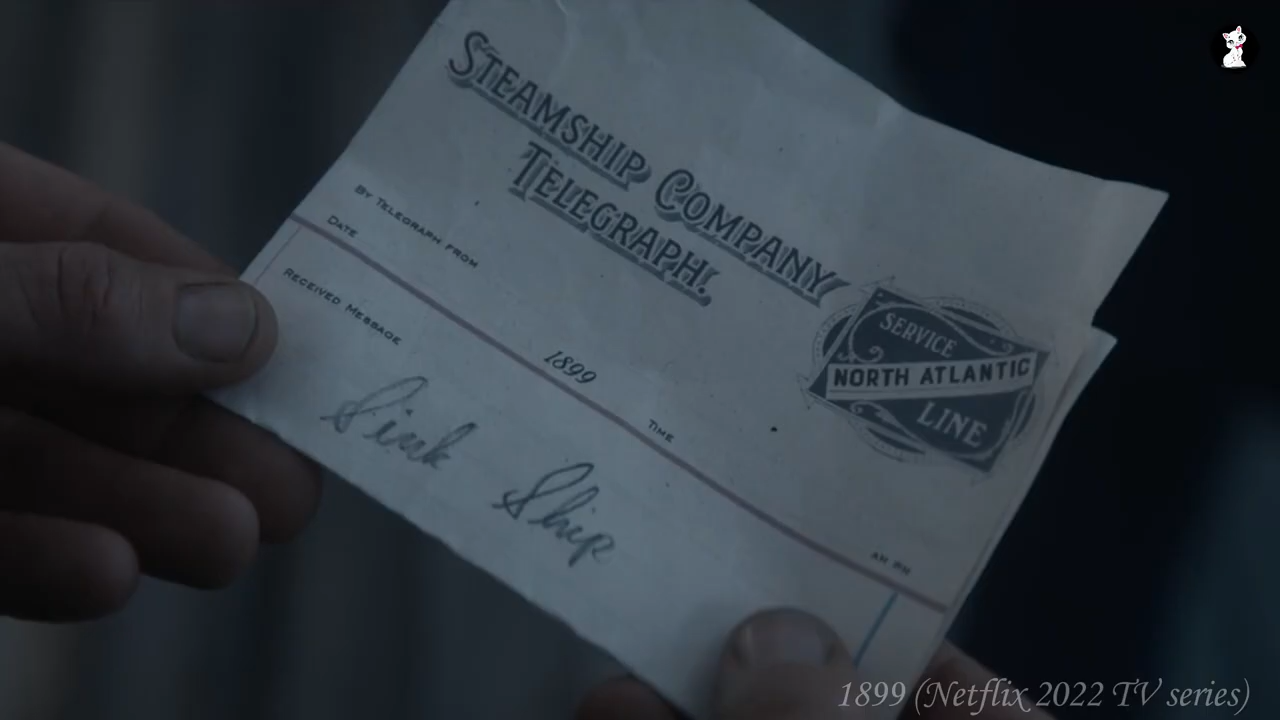 STEAMSHIP COMPANY
TELEGRAPH.
BY TELEGRAPH FROM
DATE
1899
TIME
AM PM
RECEIVED MESSAGE
Sink Ship
SERVICE
NORTH ATLANTIC
LINE
1899 (Netflix 2022 TV series)